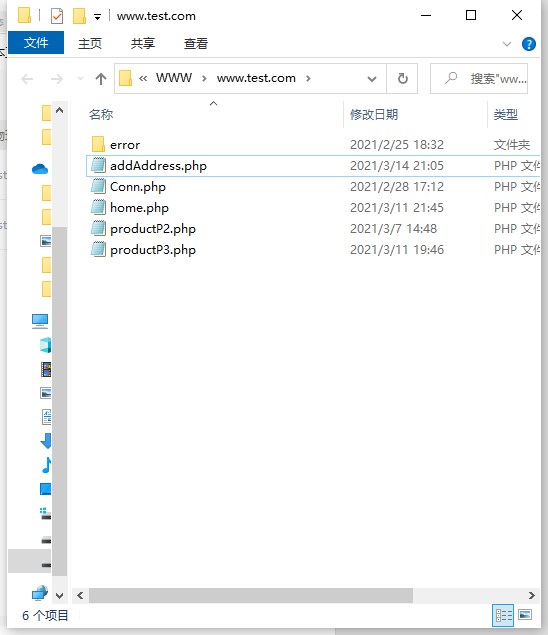 www.test.com
文件 主页 共享 查看
« WWW › www.test.com › 搜索"ww...
名称 修改日期 类型
error 2021/2/25 18:32 文件夹
addAddress.php 2021/3/14 21:05 PHP 文件
Conn.php 2021/2/28 17:12 PHP 文件
home.php 2021/3/11 21:45 PHP 文件
productP2.php 2021/3/7 14:48 PHP 文件
productP3.php 2021/3/11 19:46 PHP 文件
6 个项目